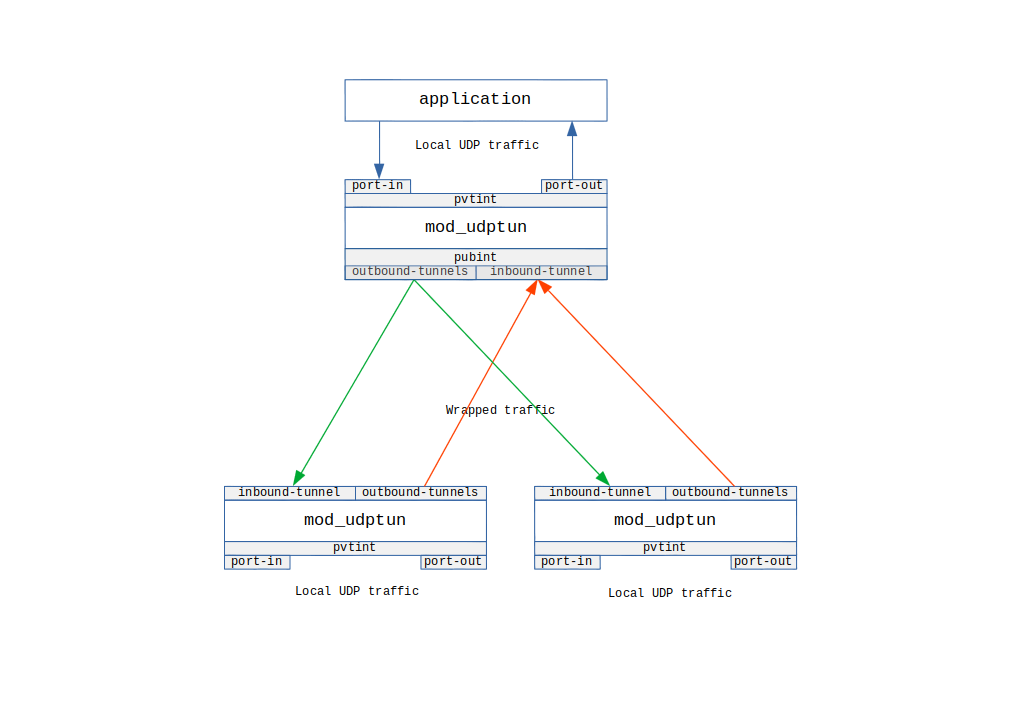 application
Local UDP traffic
port-in port-out
pvtint
mod_udptun
pubint
outbound-tunnels inbound-tunnel
Wrapped traffic
inbound-tunnel outbound-tunnels inbound-tunnel outbound-tunnels
mod_udptun mod_udptun
pvtint pvtint
port-in port-out port-in port-out
Local UDP traffic Local UDP traffic